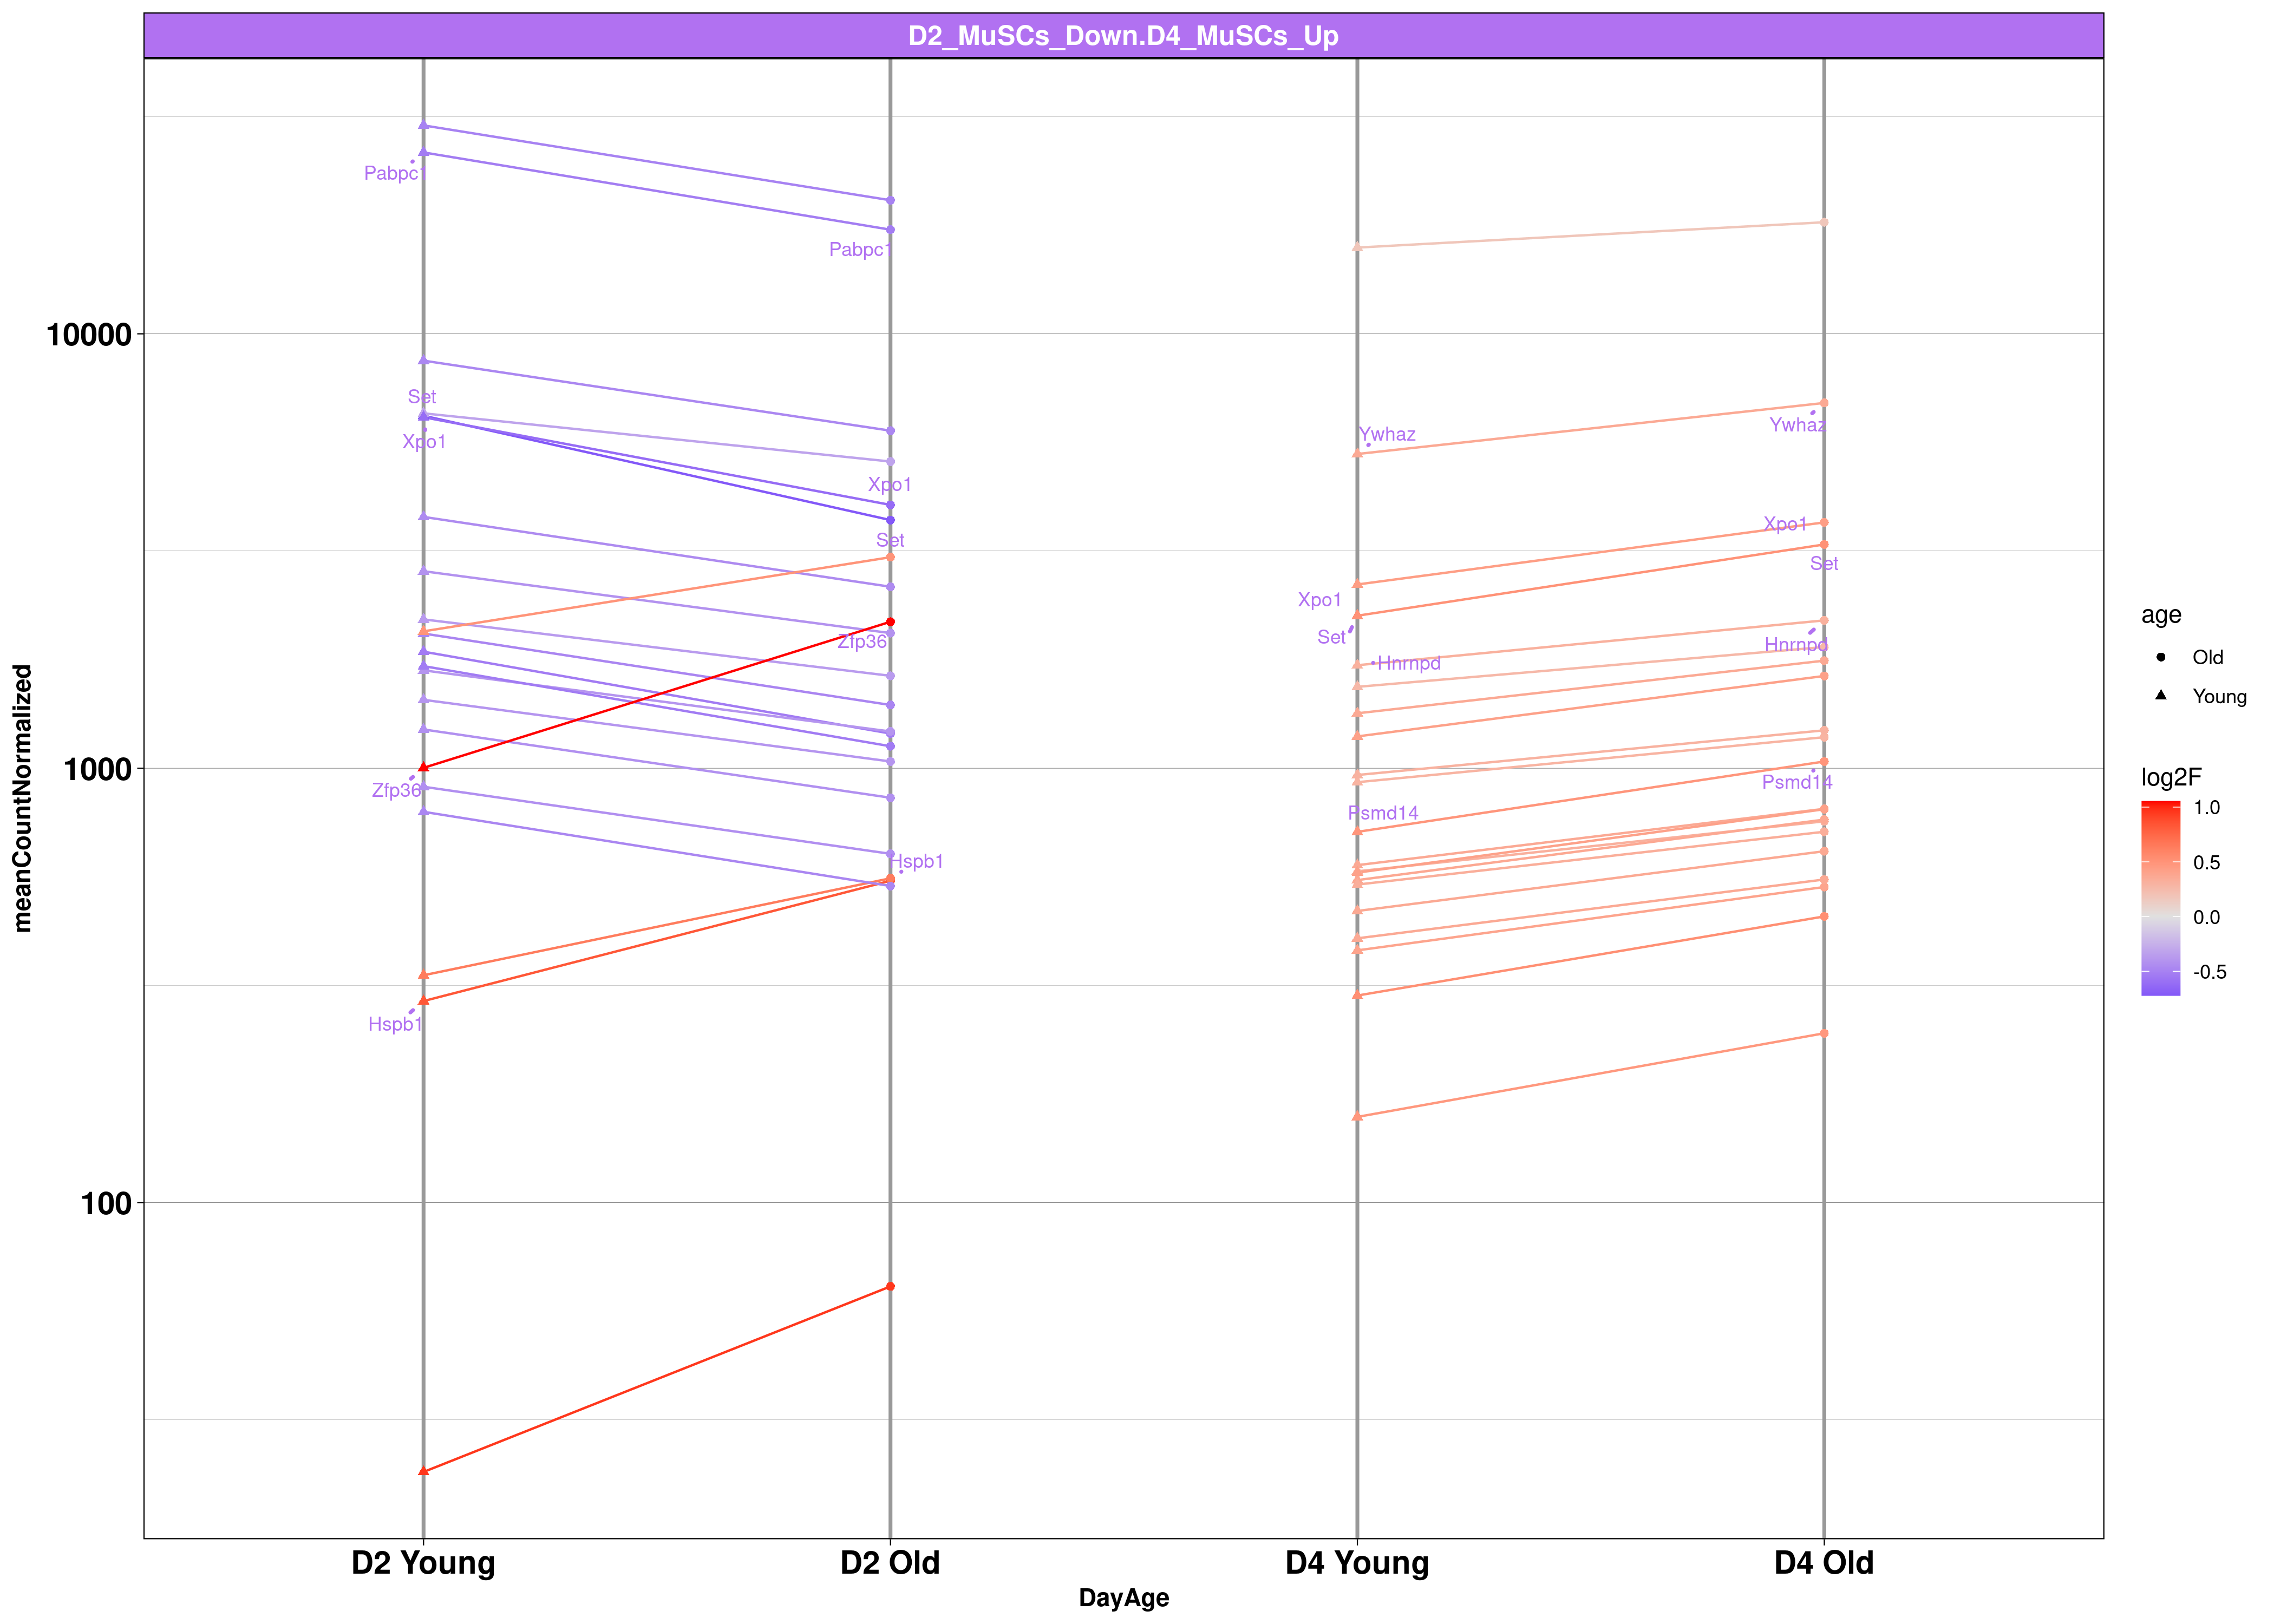 D2_MuSCs_Down.D4_MuSCs_Up
meanCountNormalized
10000
1000
100
Pabpc1
Pabpc1
Set
Xpo1
Xpo1
Set
Zfp36
Zfp36
Hspb1
Hspb1
Ywhaz
Ywhaz
Xpo1
Xpo1
Set
Set
Hnrnpd
Hnrnpd
Psmd14
Psmd14
D2 Young
D2 Old
D4 Young
D4 Old
DayAge
age
Old
Young
log2F
1.0
0.5
0.0
-0.5